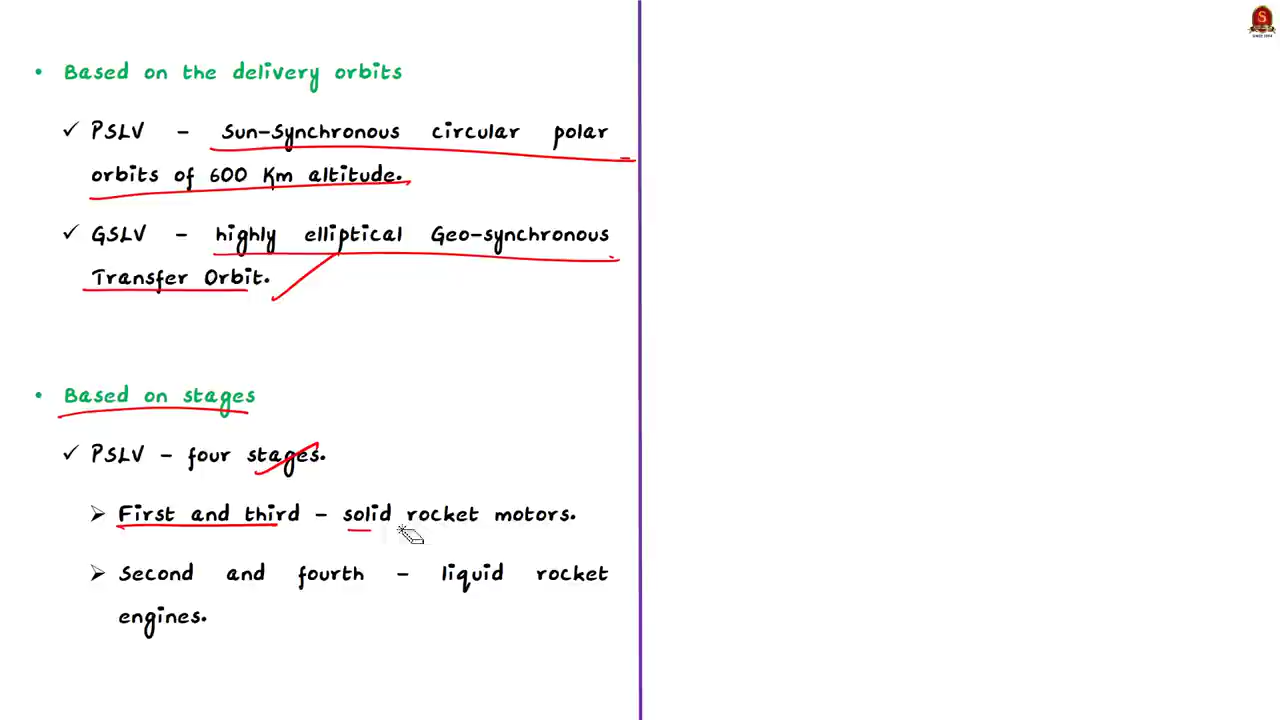 • Based on the delivery orbits
✓ PSLV – Sun-Synchronous circular polar
orbits of 600 Km altitude.
✓ GSLV – highly elliptical Geo-synchronous
Transfer Orbit.
• Based on stages
✓ PSLV – four stages.
➢ First and third – solid rocket motors.
➢ Second and fourth – liquid rocket
engines.